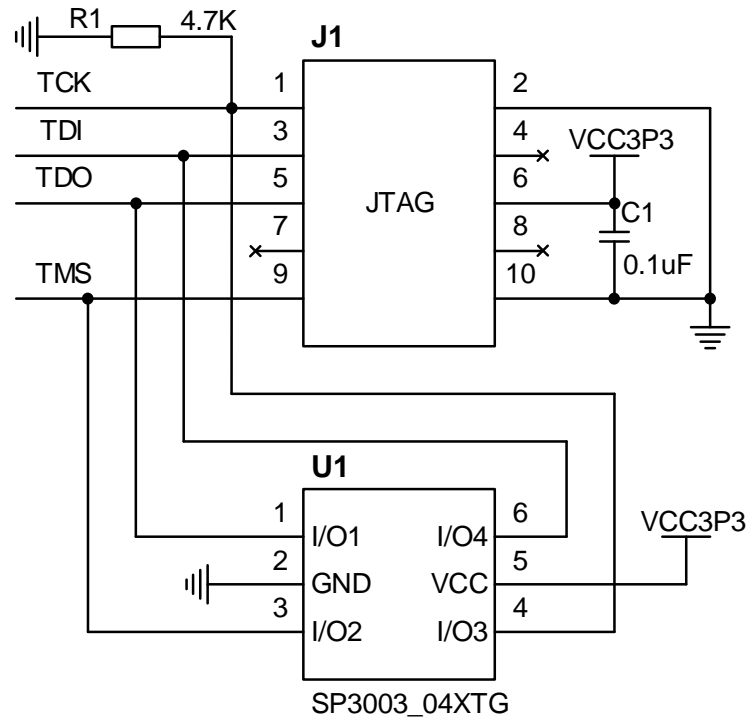 R1 4.7K
J1
TCK 1 2
TDI 3 4 VCC3P3
TDO 5 6
JTAG C1
7 8
0.1uF
TMS 9 10
U1
1 I/O1 I/O4 6 VCC3P3
2 GND VCC 5
3 I/O2 I/O3 4
SP3003_04XTG